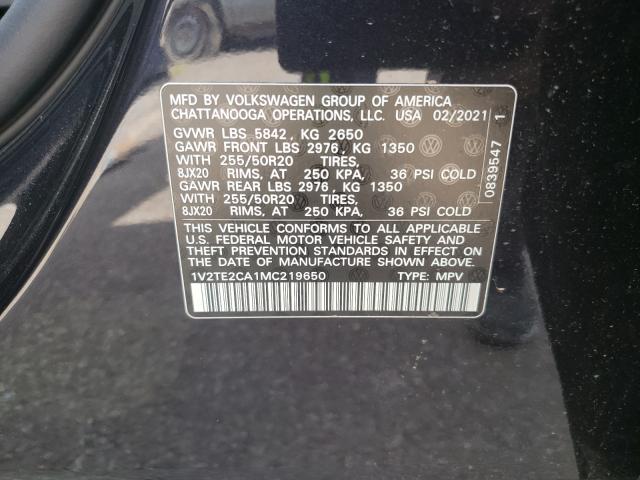 MFD BY VOLKSWAGEN GROUP OF AMERICA
CHATTANOOGA OPERATIONS, LLC. USA 02/2021
GVWR LBS 5842, KG 2650
GAWR FRONT LBS 2976, KG 1350
WITH 255/50R20 TIRES,
8JX20 RIMS, AT 250 KPA, 36 PSI COLD
GAWR REAR LBS 2976, KG 1350
WITH 255/50R20 TIRES,
8JX20 RIMS, AT 250 KPA, 36 PSI COLD
THIS VEHICLE CONFORMS TO ALL APPLICABLE
U.S. FEDERAL MOTOR VEHICLE SAFETY AND
THEFT PREVENTION STANDARDS IN EFFECT ON
THE DATE OF MANUFACTURE SHOWN ABOVE.
1V2TE2CA1MC219650 TYPE: MPV
0839547 1